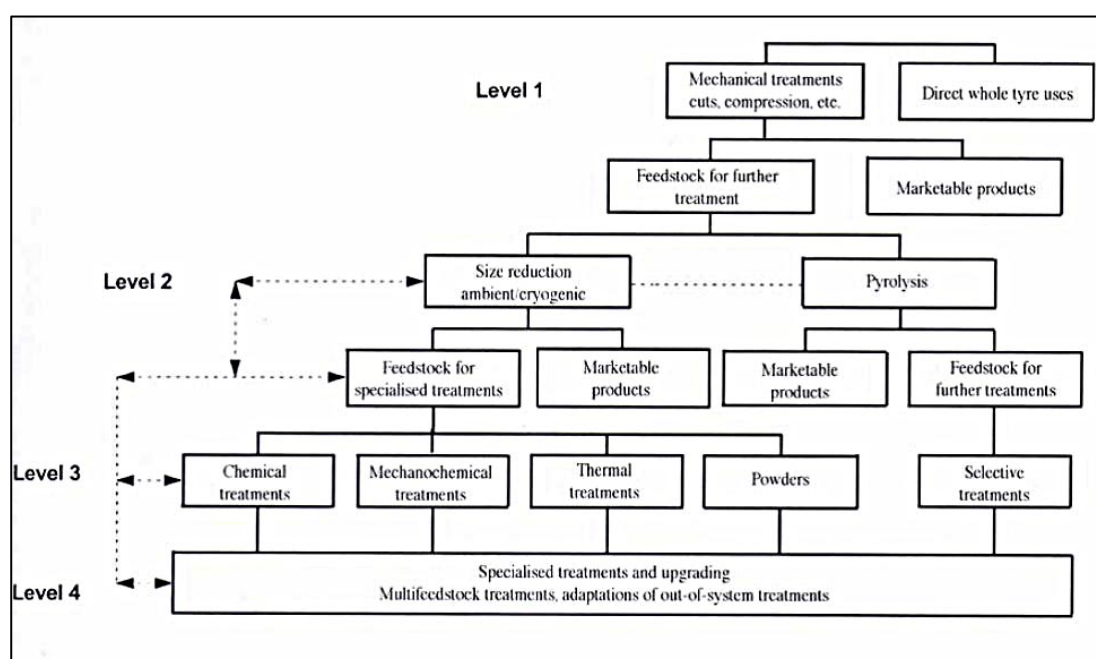 Level 1
Mechanical treatments
cuts, compression, etc.
Direct whole tyre uses
Feedstock for further
treatment
Marketable products
Level 2
Size reduction
ambient/cryogenic
Pyrolysis
Feedstock for
specialised treatments
Marketable
products
Marketable
products
Feedstock for
further treatments
Level 3
Chemical
treatments
Mechanochemical
treatments
Thermal
treatments
Powders
Selective
treatments
Level 4
Specialised treatments and upgrading
Multifeedstock treatments, adaptations of out-of-system treatments